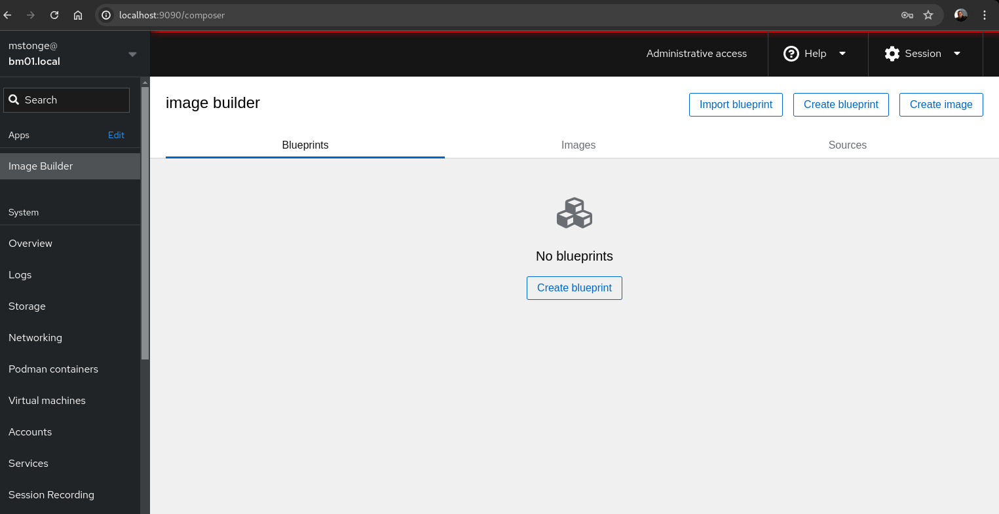 localhost:9090/composer
mstonge@
bm01.local
Administrative access
Help
Session
Search
Apps
Edit
Image Builder
System
Overview
Logs
Storage
Networking
Podman containers
Virtual machines
Accounts
Services
Session Recording
image builder
Import blueprint
Create blueprint
Create image
Blueprints
Images
Sources
No blueprints
Create blueprint